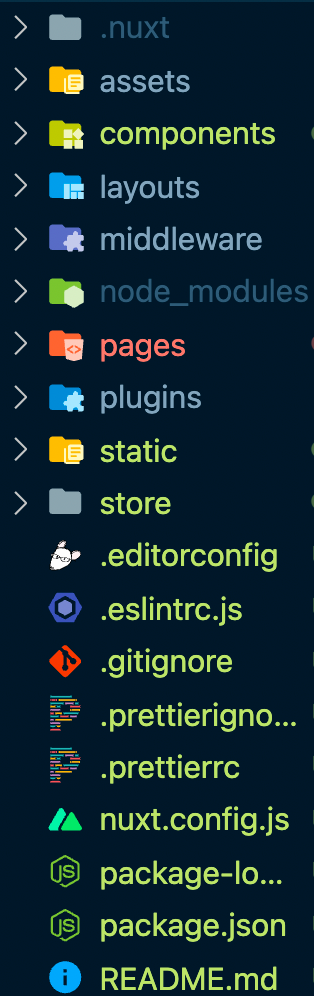 .nuxt
assets
components
layouts
middleware
node_modules
pages
plugins
static
store
.editorconfig
.eslintrc.js
.gitignore
.prettierigno...
.prettierrc
nuxt.config.js
package-lo...
package.json
README.md